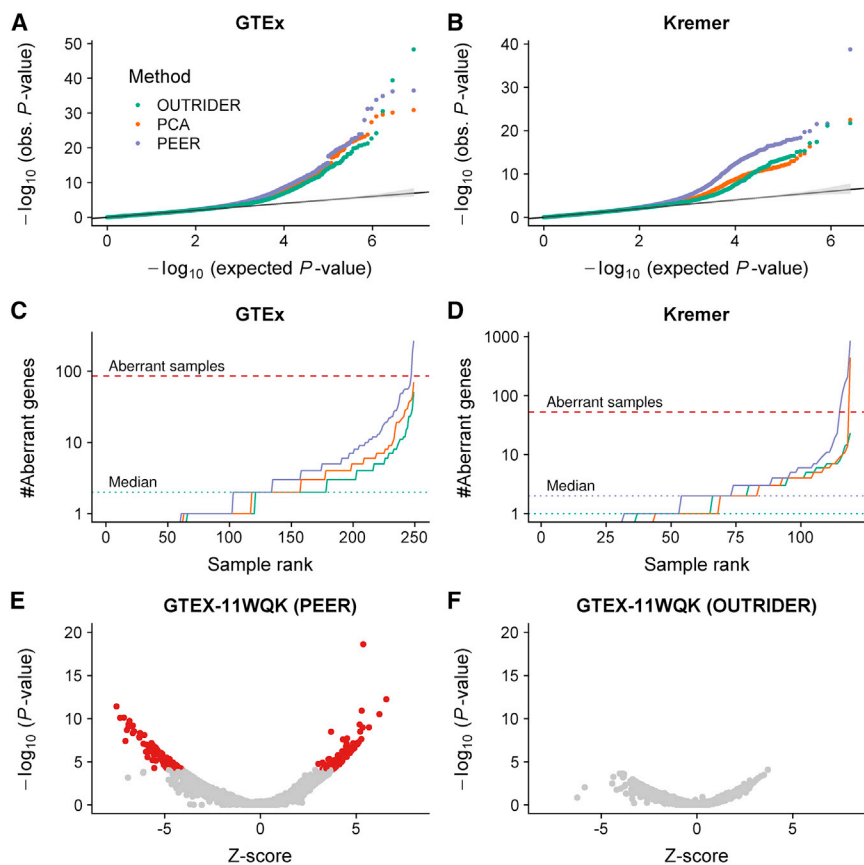 A
GTEx
50
40
30
20
10
0
0
2
4
6
−log10 (obs. P-value)
−log10 (expected P-value)
Method
OUTRIDER
PCA
PEER
B
Kremer
40
30
20
10
0
0
2
4
6
−log10 (obs. P-value)
−log10 (expected P-value)
C
GTEx
100
10
1
0
50
100
150
200
250
#Aberrant genes
Aberrant samples
Median
Sample rank
D
Kremer
1000
100
10
1
0
25
50
75
100
#Aberrant genes
Aberrant samples
Median
Sample rank
E
GTEX-11WQK (PEER)
20
15
10
5
0
-5
0
5
−log10 (P-value)
Z-score
F
GTEX-11WQK (OUTRIDER)
20
15
10
5
0
-5
0
5
−log10 (P-value)
Z-score